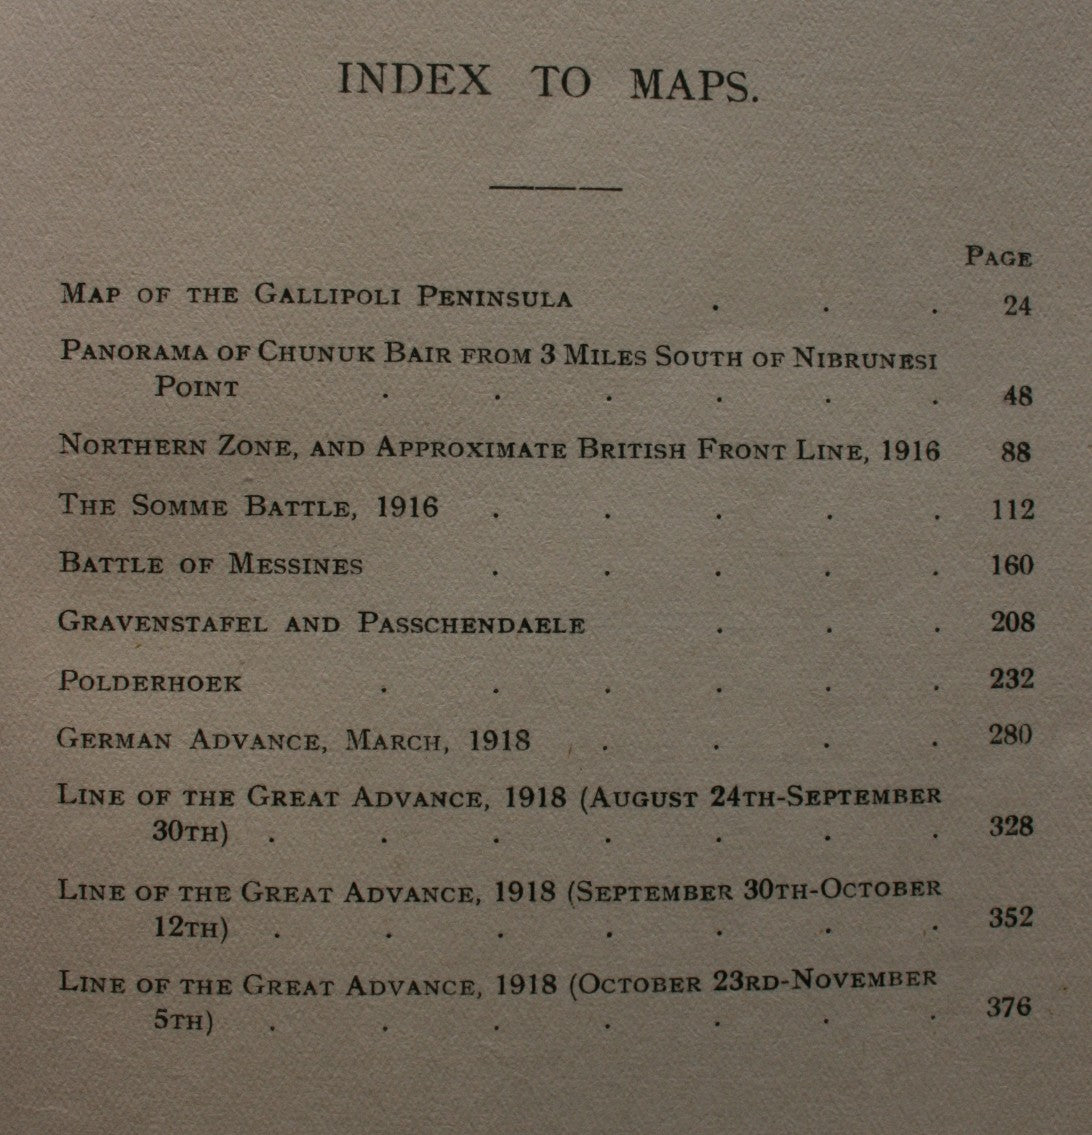 INDEX TO MAPS.
PAGE
MAP OF THE GALLIPOLI PENINSULA . . . 24
PANORAMA OF CHUNUK BAIR FROM 3 MILES SOUTH OF NIBRUNESI
POINT . . . . . . 48
NORTHERN ZONE, AND APPROXIMATE BRITISH FRONT LINE, 1916 88
THE SOMME BATTLE, 1916 . . . . . 112
BATTLE OF MESSINES . . . . . 160
GRAVENSTAFEL AND PASSCHENDAELE . . . 208
POLDERHOEK . . . . . . 232
GERMAN ADVANCE, MARCH, 1918 . . . . 280
LINE OF THE GREAT ADVANCE, 1918 (AUGUST 24TH-SEPTEMBER
30TH) . . . . . . . 328
LINE OF THE GREAT ADVANCE, 1918 (SEPTEMBER 30TH-OCTOBER
12TH) . . . . . . . 352
LINE OF THE GREAT ADVANCE, 1918 (OCTOBER 23RD-NOVEMBER
5TH) . . . . . . . 376